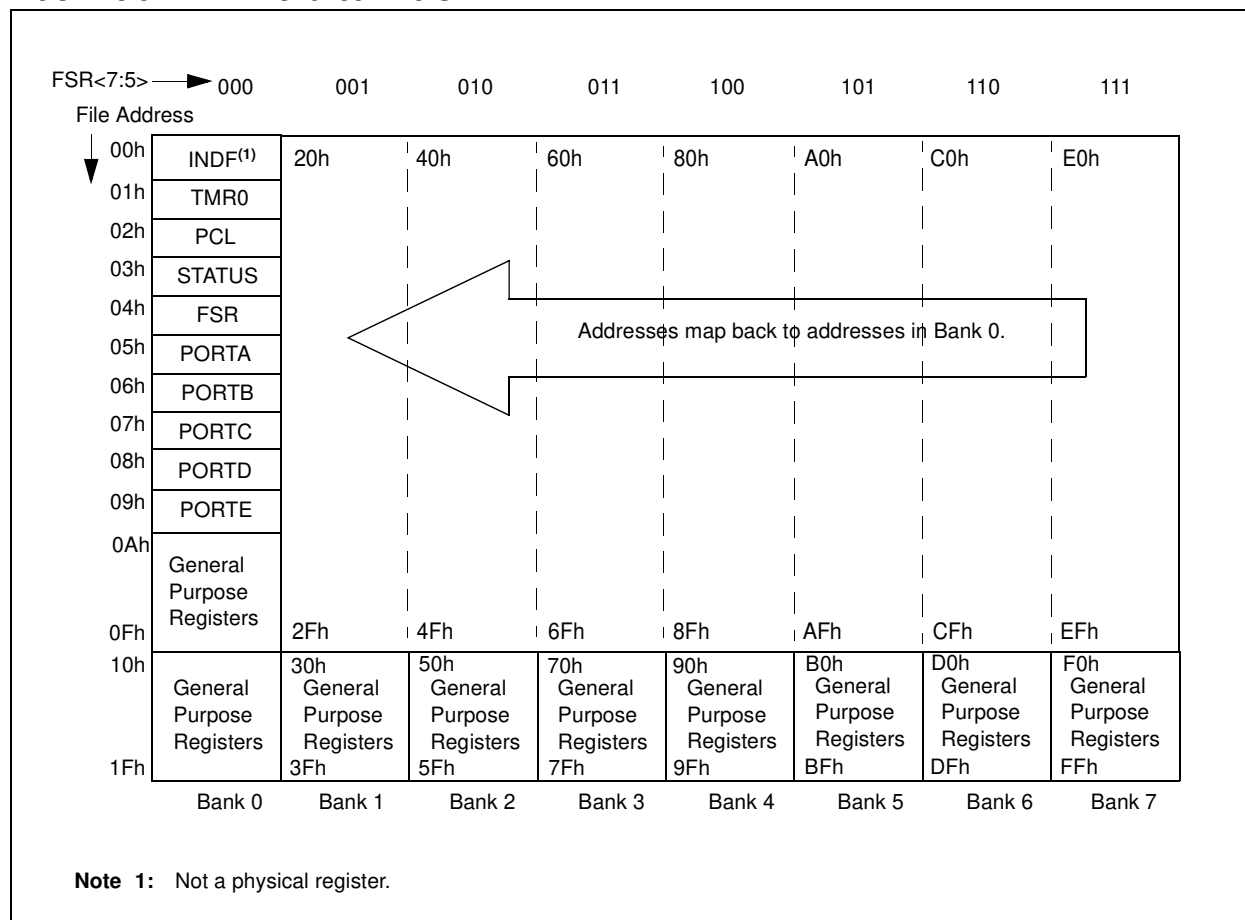 FSR<7:5> 000 001 010 011 100 101 110 111
File Address
00h INDF(1) 20h 40h 60h 80h A0h C0h E0h
01h TMR0
02h PCL
03h STATUS
04h FSR
Addresses map back to addresses in Bank 0.
05h PORTA
06h PORTB
07h PORTC
08h PORTD
09h PORTE
0Ah
General
Purpose
Registers
0Fh 2Fh 4Fh 6Fh 8Fh AFh CFh EFh
10h 30h 50h 70h 90h B0h D0h F0h
General General General General General General General General
Purpose Purpose Purpose Purpose Purpose Purpose Purpose Purpose
Registers Registers Registers Registers Registers Registers Registers Registers
1Fh 3Fh 5Fh 7Fh 9Fh BFh DFh FFh
Bank 0 Bank 1 Bank 2 Bank 3 Bank 4 Bank 5 Bank 6 Bank 7
Note 1: Not a physical register.